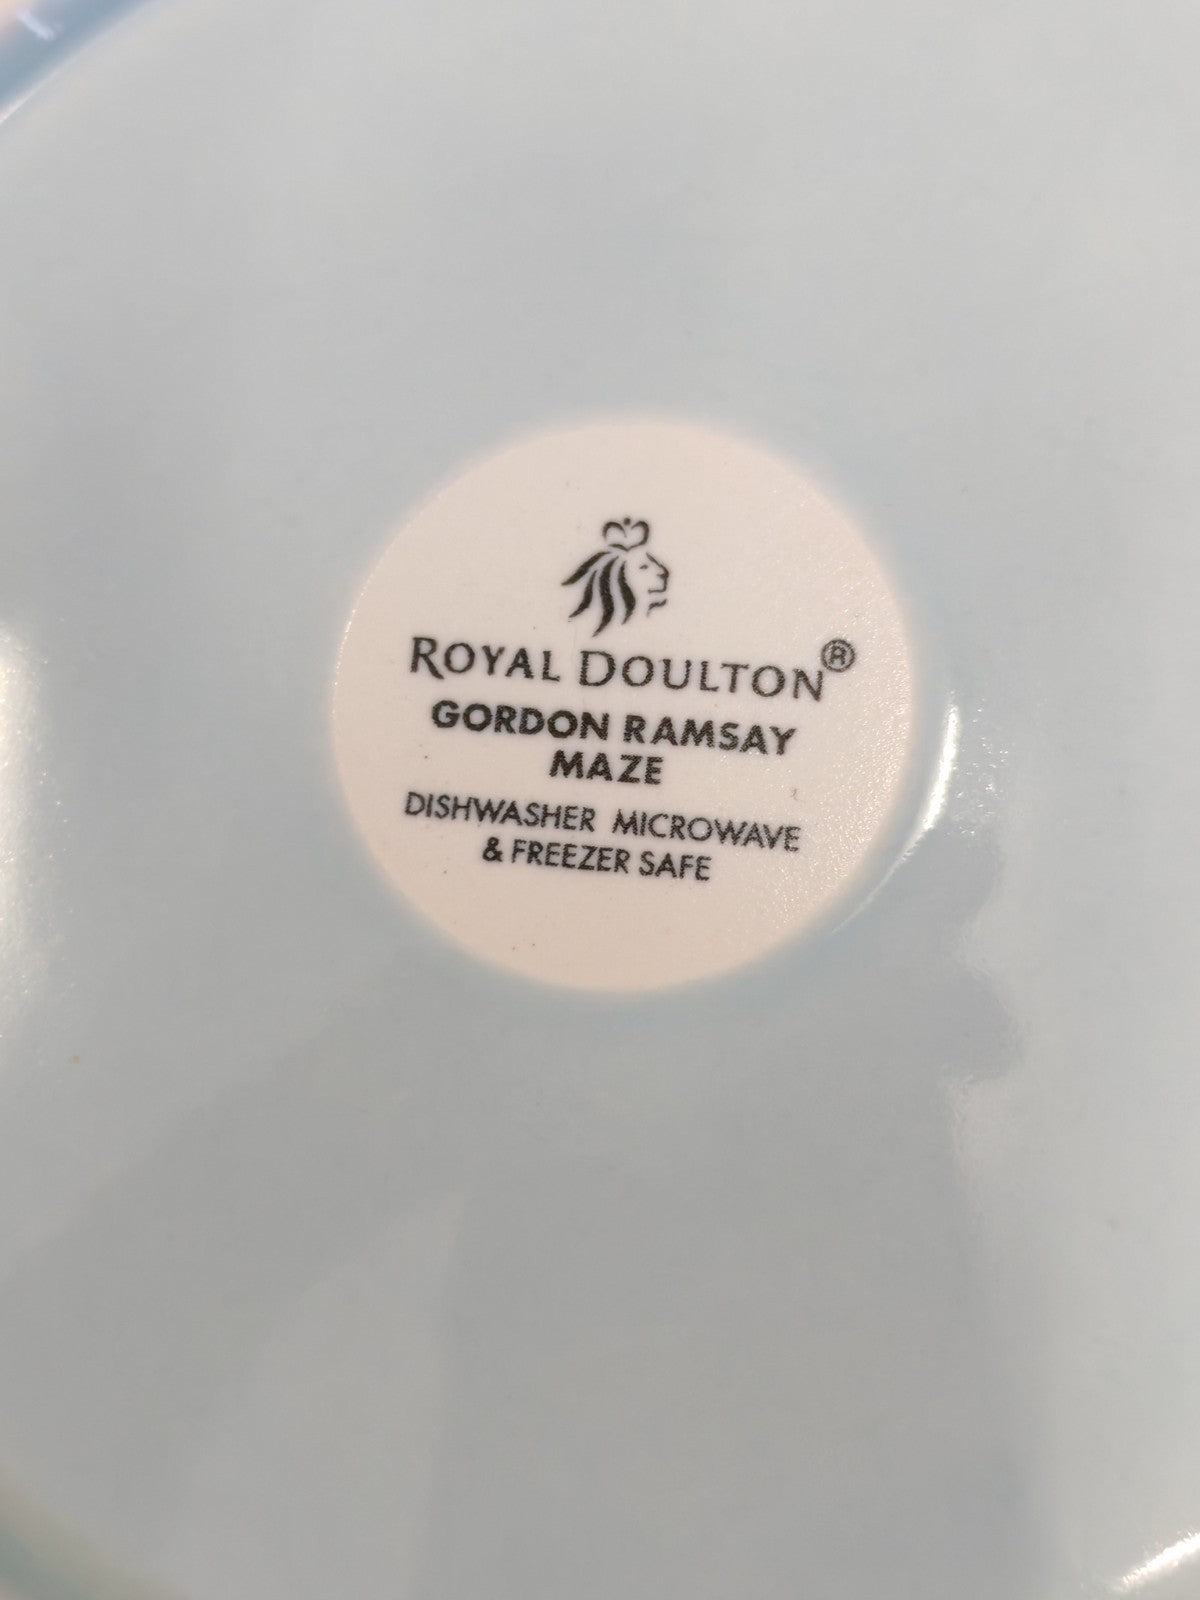 ROYAL DOULTON®
GORDON RAMSAY
MAZE
DISHWASHER MICROWAVE
& FREEZER SAFE